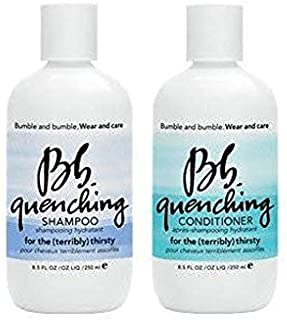 Bumble and bumble. Wear and care
Bb.
quenching
SHAMPOO
shampooing hydratant
for the (terribly) thirsty
pour cheveux terriblement assoiffés
8.5 FL OZ/OZ LIQ / 250 ml e
Bumble and bumble. Wear and care
Bb.
quenching
CONDITIONER
après-shampooing hydratant
for the (terribly) thirsty
pour cheveux terriblement assoiffés
8.5 FL OZ/OZ LIQ / 250 ml e